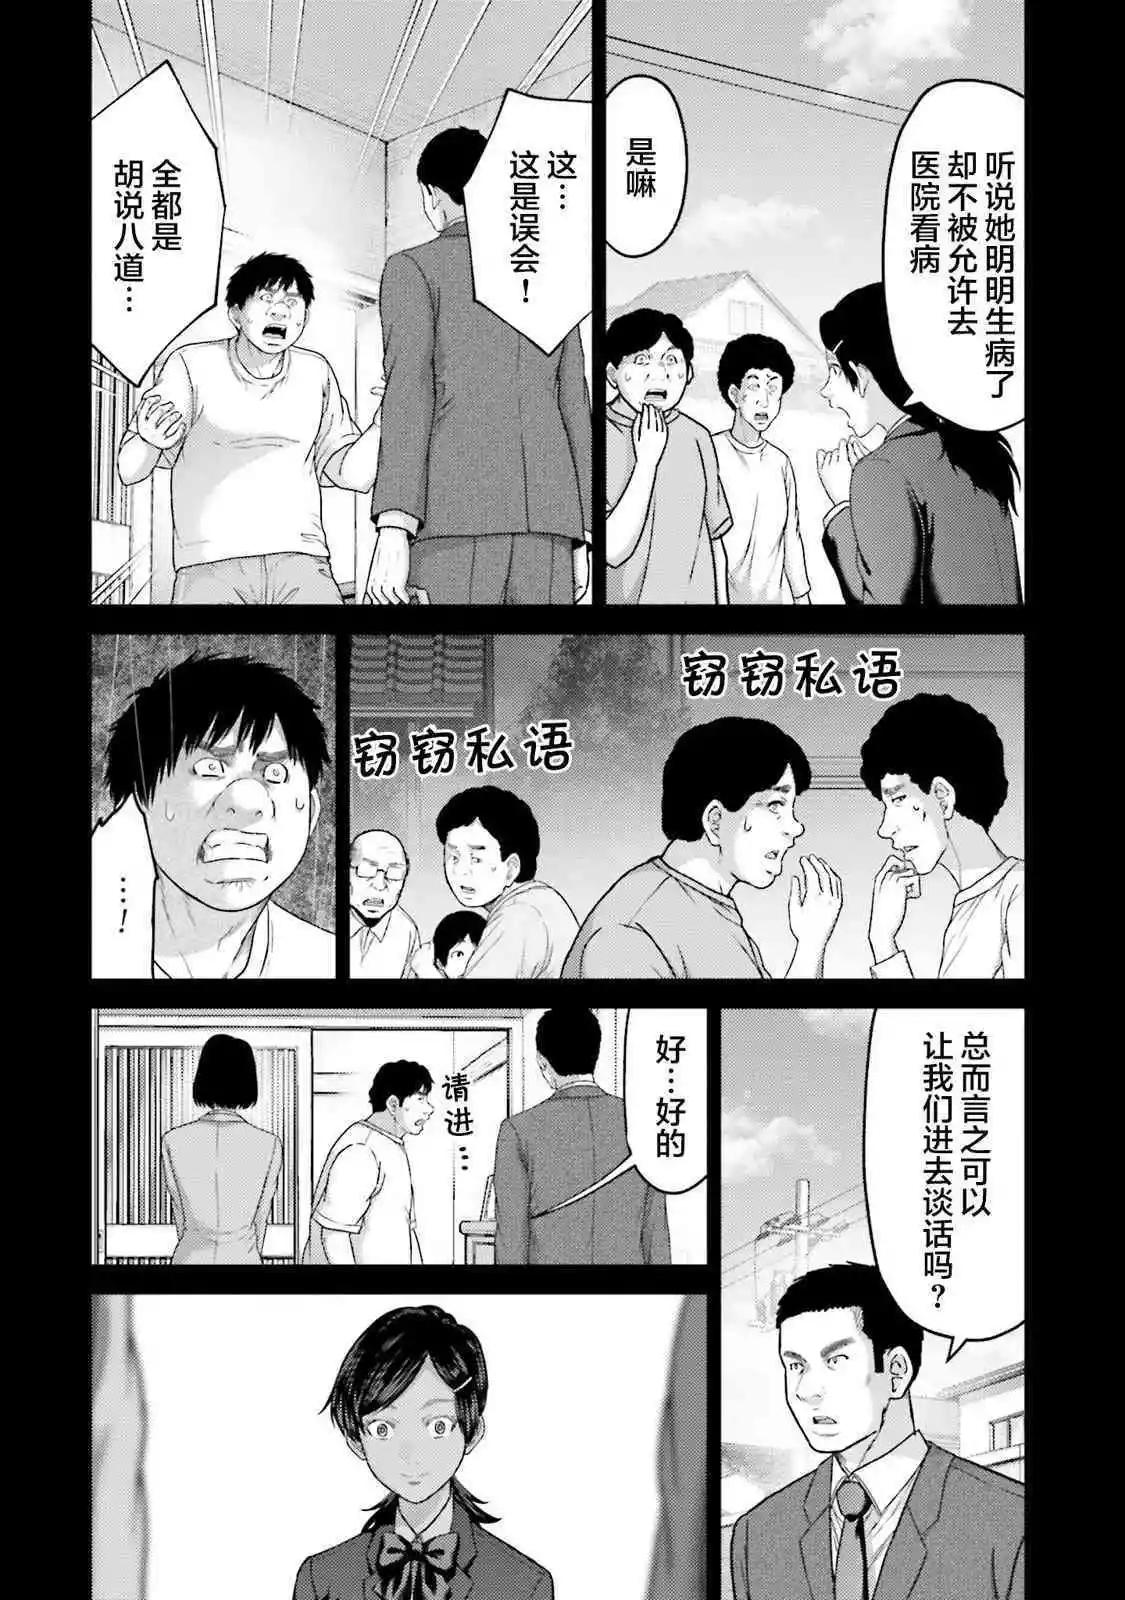 听说她明明生病了
却不被允许去
医院看病
是嘛
这…
这是误会！
全都是
胡说八道…
窃窃私语
窃窃私语
…！
总而言之可以
让我们进去谈话吗？
好…好的
请进…